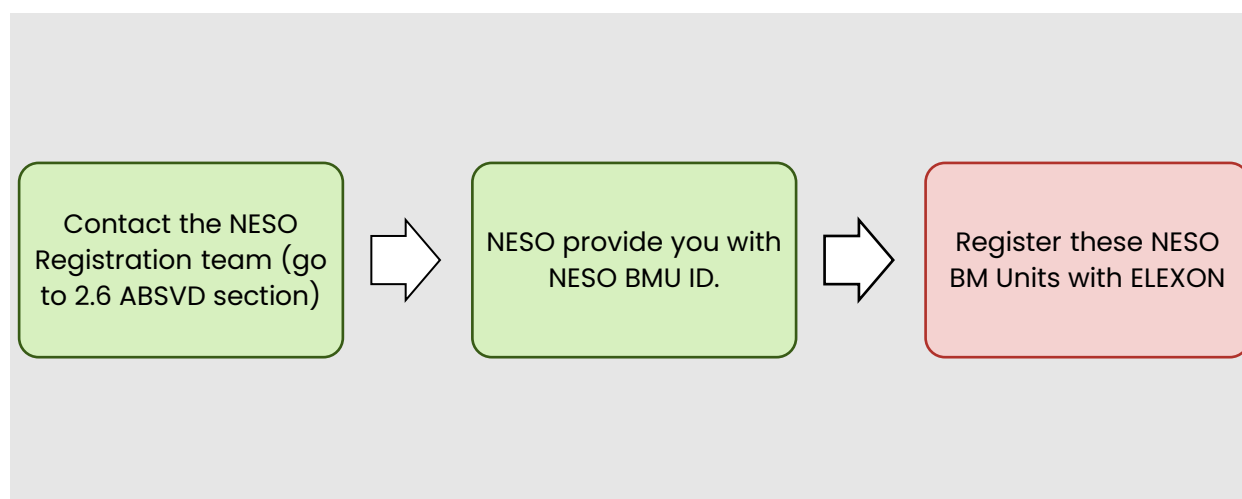 Contact the NESO
Registration team (go
to 2.6 ABSVD section)
NESO provide you with
NESO BMU ID.
Register these NESO
BM Units with ELEXON